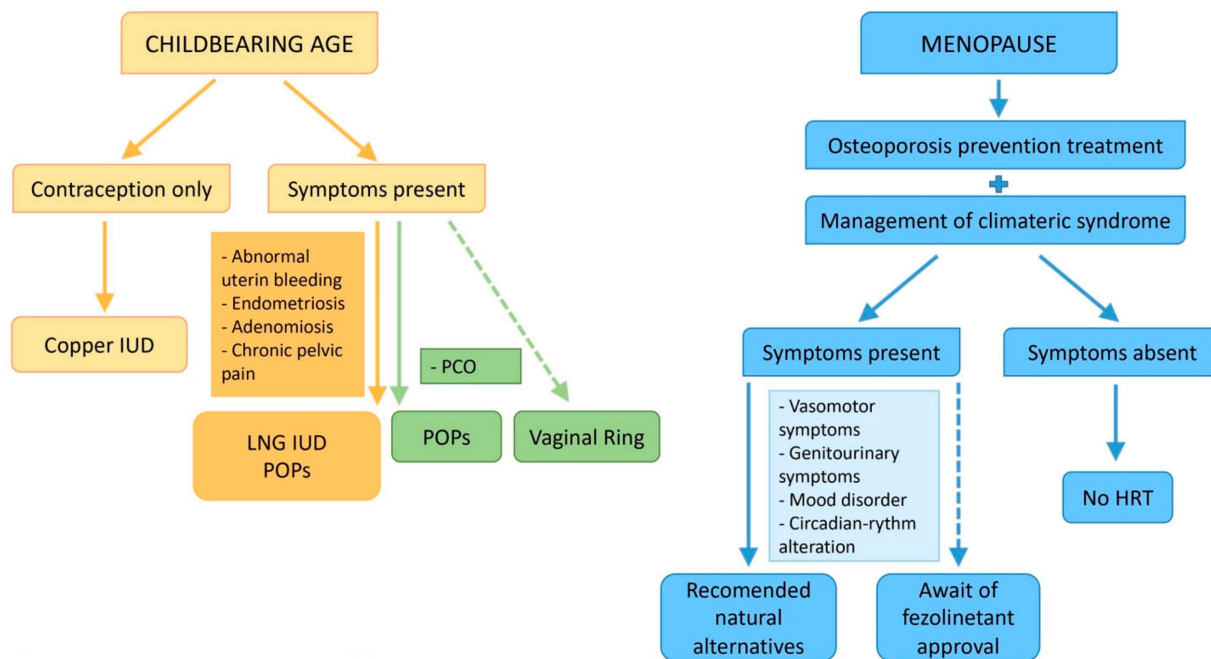 CHILDBEARING AGE
Contraception only
Symptoms present
- Abnormal
uterin bleeding
- Endometriosis
- Adenomiosis
- Chronic pelvic
pain
- PCO
Copper IUD
LNG IUD
POPs
POPs
Vaginal Ring
MENOPAUSE
Osteoporosis prevention treatment
Management of climateric syndrome
Symptoms present
Symptoms absent
- Vasomotor
symptoms
- Genitourinary
symptoms
- Mood disorder
- Circadian-rythm
alteration
No HRT
Recomended
natural
alternatives
Await of
fezolinetant
approval